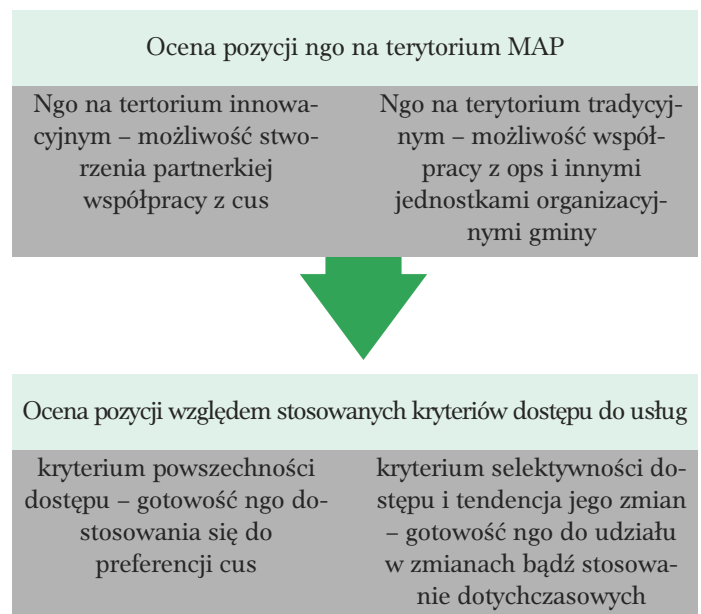 Ocena pozycji ngo na terytorium MAP
Ngo na tertorium innowa-
cyjnym – możliwość stwo-
rzenia partnerkiej
współpracy z cus
Ngo na terytorium tradycyj-
nym – możliwość współ-
pracy z ops i innymi
jednostkami organizacyj-
nymi gminy
Ocena pozycji względem stosowanych kryteriów dostępu do usług
kryterium powszechności
dostępu – gotowość ngo do-
stosowania się do
preferencji cus
kryterium selektywności do-
stępu i tendencja jego zmian
– gotowość ngo do udziału
w zmianach bądź stosowa-
nie dotychczasowych